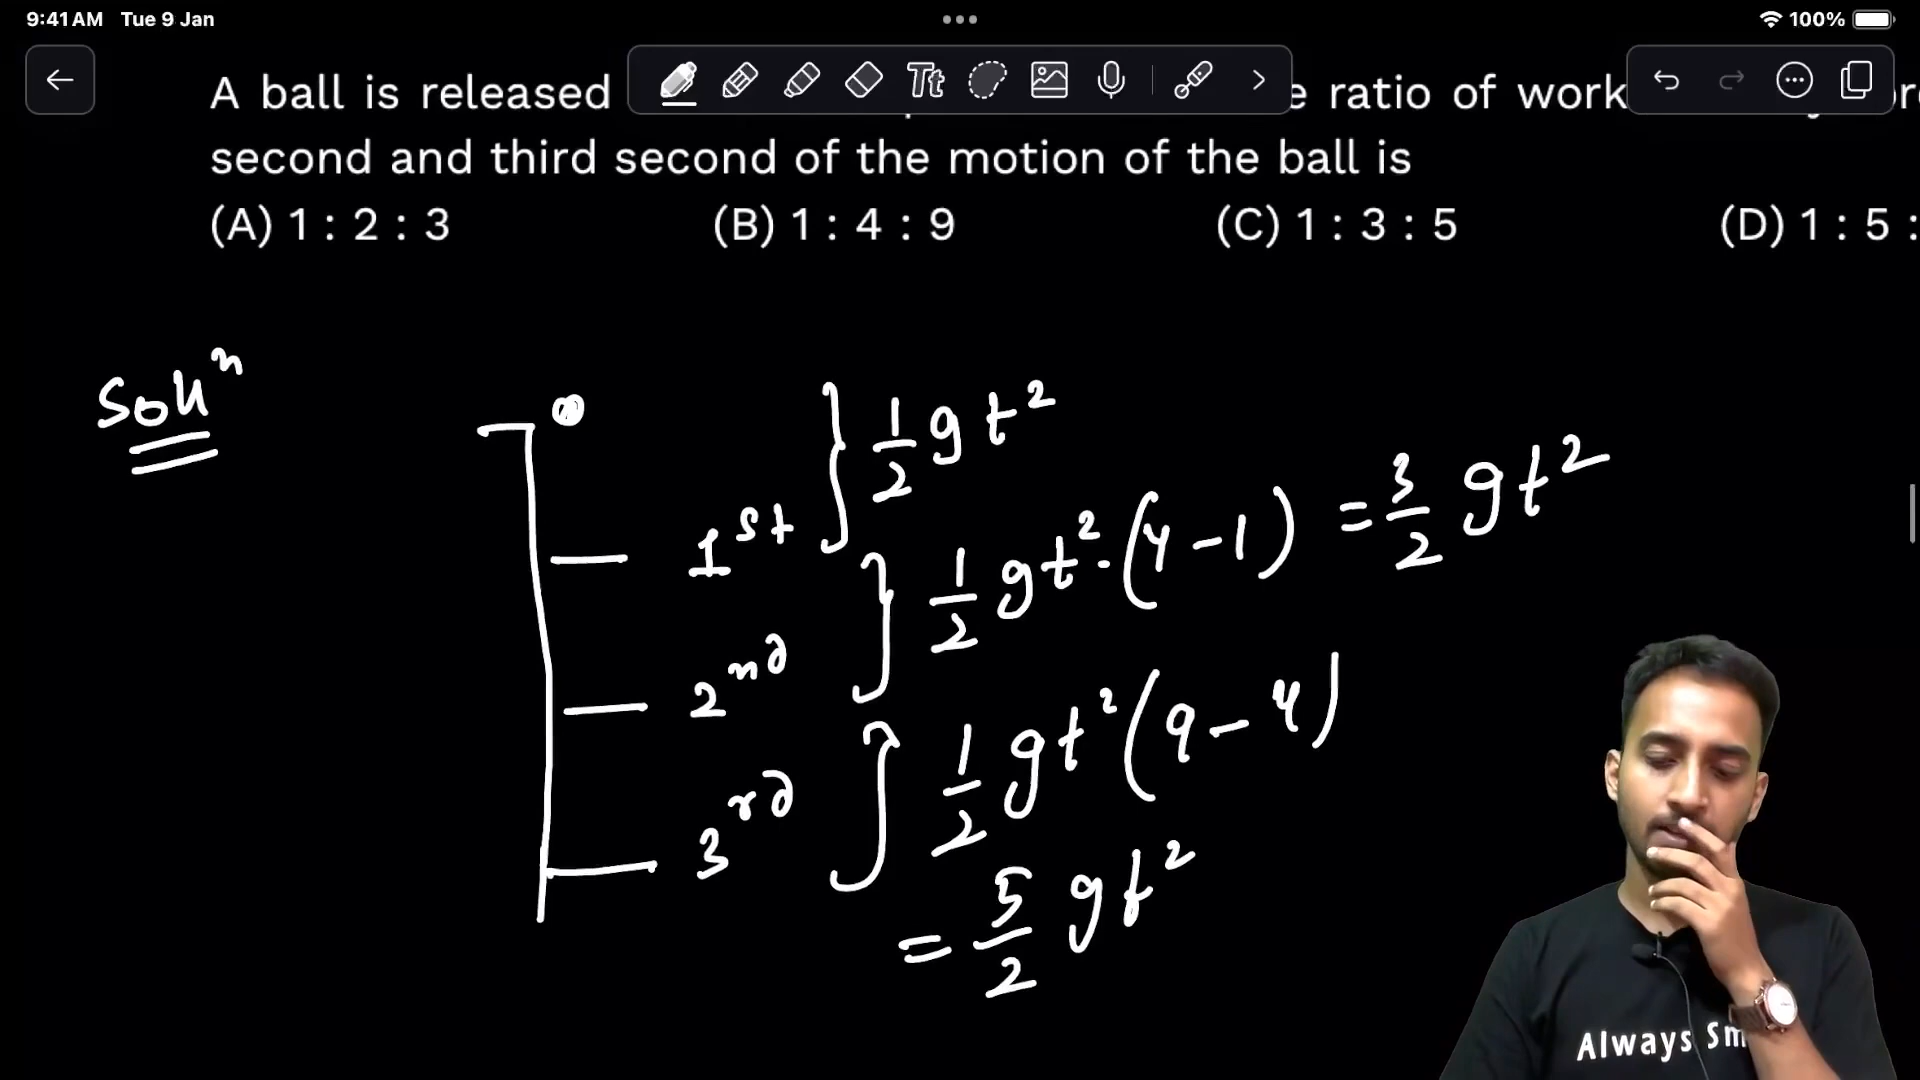 9:41 AM Tue 9 Jan
100%
Tt
A ball is released e ratio of work
second and third second of the motion of the ball is
(A) 1 : 2 : 3 (B) 1 : 4 : 9 (C) 1 : 3 : 5 (D) 1 : 5 :
Solⁿ
1st } 1/2 gt²
2nd } 1/2 gt² · (4 - 1) = 3/2 gt²
3rd } 1/2 gt² (9 - 4)
= 5/2 gt²
Always Sm